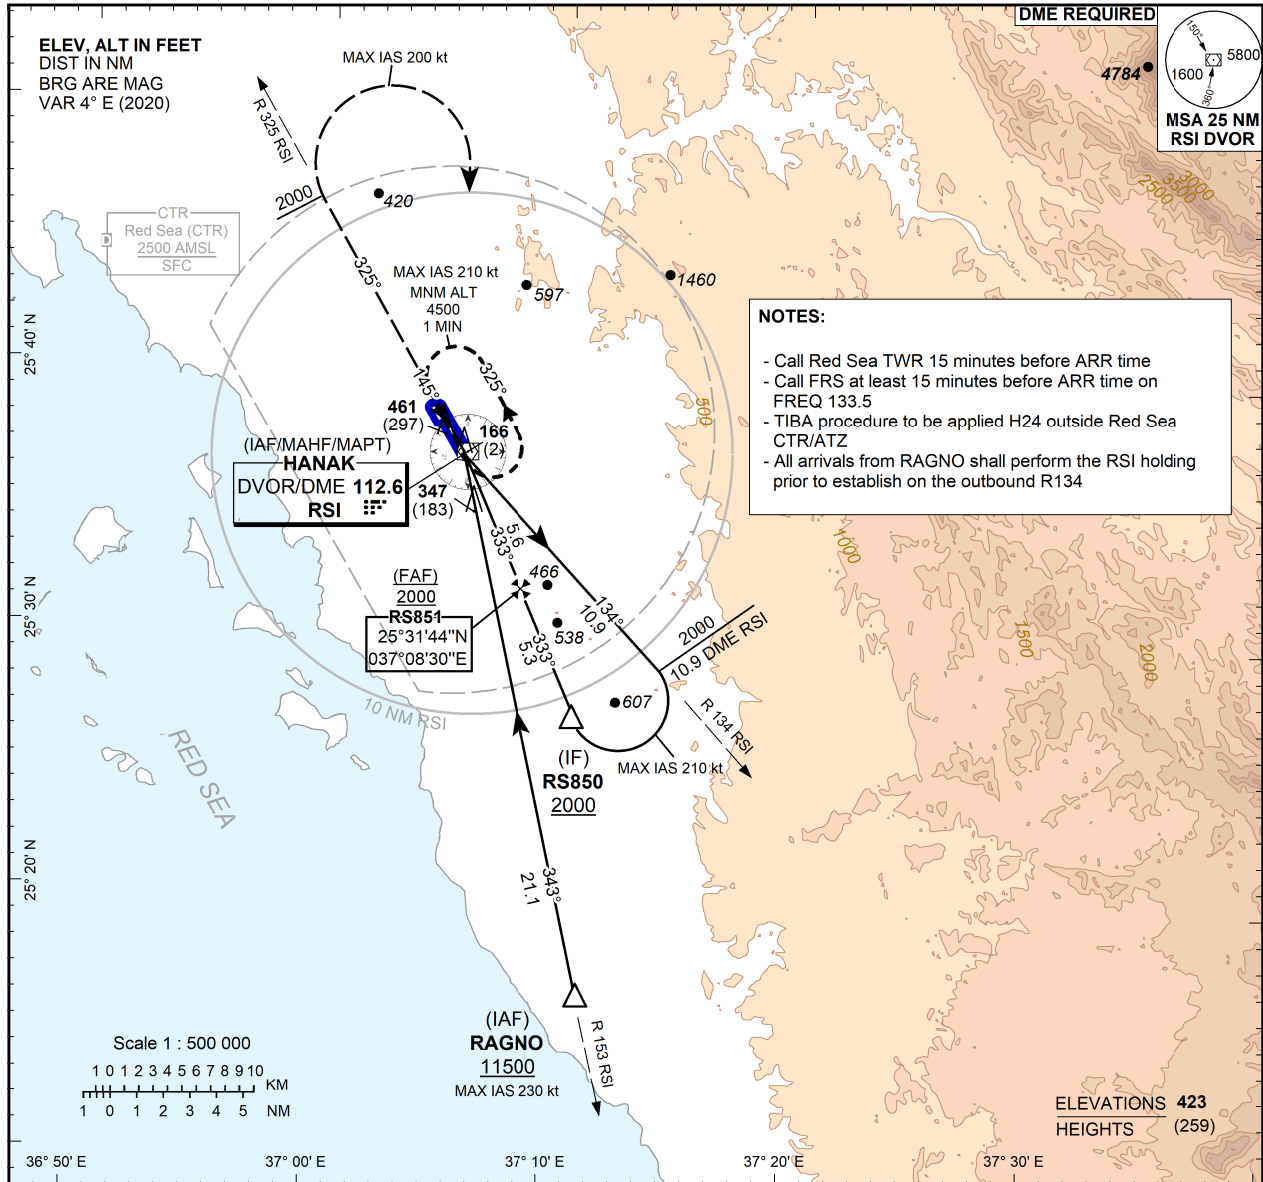 DME REQUIRED
ELEV, ALT IN FEET
DIST IN NM
BRG ARE MAG
VAR 4° E (2020)
MAX IAS 200 kt
150°
5800
1600
360°
MSA 25 NM
RSI DVOR
4784
R 325 RSI
2000
420
3000
3500
2500
CTR
Red Sea (CTR)
2500 AMSL
SFC
D
325°
MAX IAS 210 kt
MNM ALT
4500
1 MIN
597
1460
NOTES:
- Call Red Sea TWR 15 minutes before ARR time
- Call FRS at least 15 minutes before ARR time on
FREQ 133.5
- TIBA procedure to be applied H24 outside Red Sea
CTR/ATZ
- All arrivals from RAGNO shall perform the RSI holding
prior to establish on the outbound R134
25° 40' N
145°
325°
500
461
(297)
166
(2)
(IAF/MAHF/MAPT)
HANAK
DVOR/DME 112.6
RSI
347
(183)
5.6
333°
1000
466
(FAF)
2000
RS851
25°31'44"N
037°08'30"E
25° 30' N
134°
10.9
538
333°
5.3
2000
10.9 DME RSI
1500
2000
607
10 NM RSI
R 134 RSI
RED SEA
(IF)
RS850
2000
MAX IAS 210 kt
25° 20' N
343°
21.1
(IAF)
RAGNO
11500
MAX IAS 230 kt
R 153 RSI
Scale 1 : 500 000
1 0 1 2 3 4 5 6 7 8 9 10
KM
1 0 1 2 3 4 5 NM
ELEVATIONS 423
HEIGHTS (259)
36° 50' E
37° 00' E
37° 10' E
37° 20' E
37° 30' E